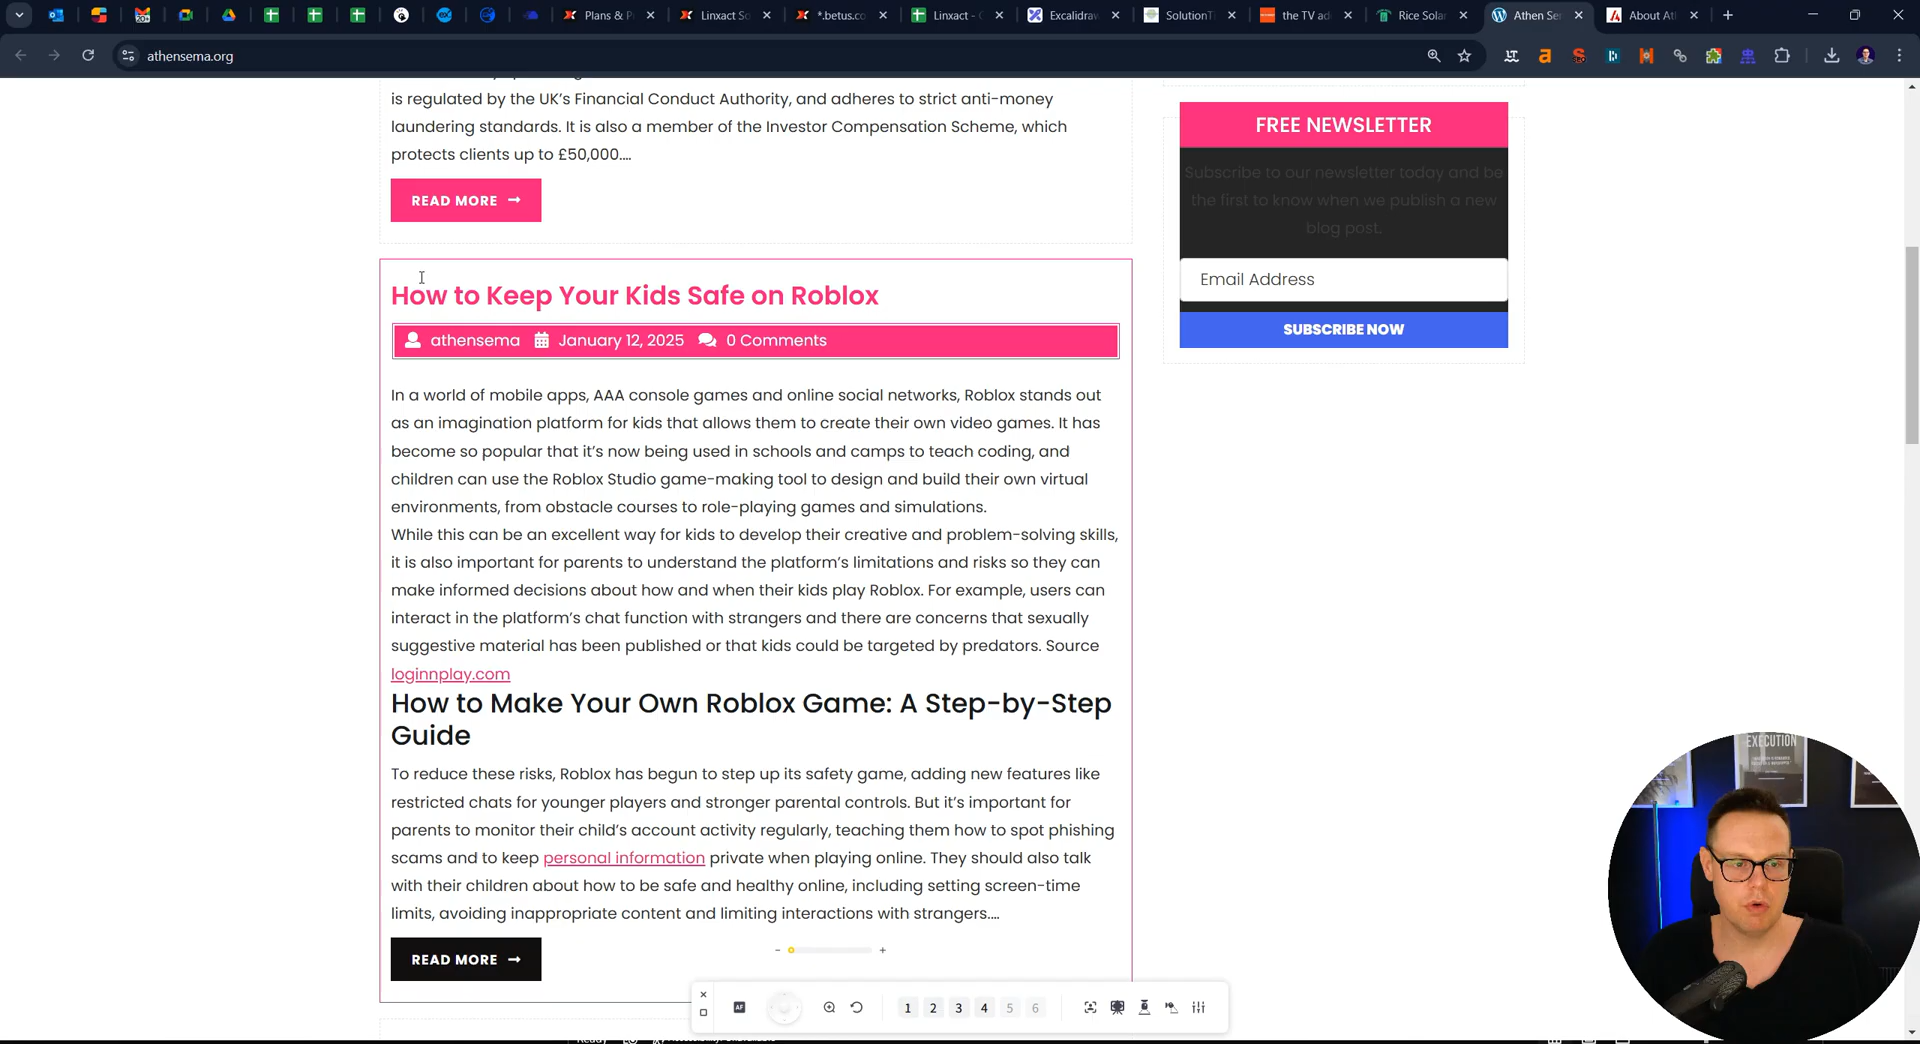 Plans & P
Linxact So
*.betus.co
Linxact - 
Excalidraw
SolutionT
the TV ad
Rice Sola
Athen Se
About At
athensema.org
is regulated by the UK's Financial Conduct Authority, and adheres to strict anti-money
laundering standards. It is also a member of the Investor Compensation Scheme, which
protects clients up to £50,000....
READ MORE →
FREE NEWSLETTER
Subscribe to our newsletter today and be
the first to know when we publish a new
blog post.
Email Address
SUBSCRIBE NOW
How to Keep Your Kids Safe on Roblox
athensema January 12, 2025 0 Comments
In a world of mobile apps, AAA console games and online social networks, Roblox stands out
as an imagination platform for kids that allows them to create their own video games. It has
become so popular that it's now being used in schools and camps to teach coding, and
children can use the Roblox Studio game-making tool to design and build their own virtual
environments, from obstacle courses to role-playing games and simulations.
While this can be an excellent way for kids to develop their creative and problem-solving skills,
it is also important for parents to understand the platform's limitations and risks so they can
make informed decisions about how and when their kids play Roblox. For example, users can
interact in the platform's chat function with strangers and there are concerns that sexually
suggestive material has been published or that kids could be targeted by predators. Source
loginnplay.com
How to Make Your Own Roblox Game: A Step-by-Step
Guide
To reduce these risks, Roblox has begun to step up its safety game, adding new features like
restricted chats for younger players and stronger parental controls. But it's important for
parents to monitor their child's account activity regularly, teaching them how to spot phishing
scams and to keep personal information private when playing online. They should also talk
with their children about how to be safe and healthy online, including setting screen-time
limits, avoiding inappropriate content and limiting interactions with strangers....
READ MORE →
- +
AF 1 2 3 4 5 6
EXECUTION